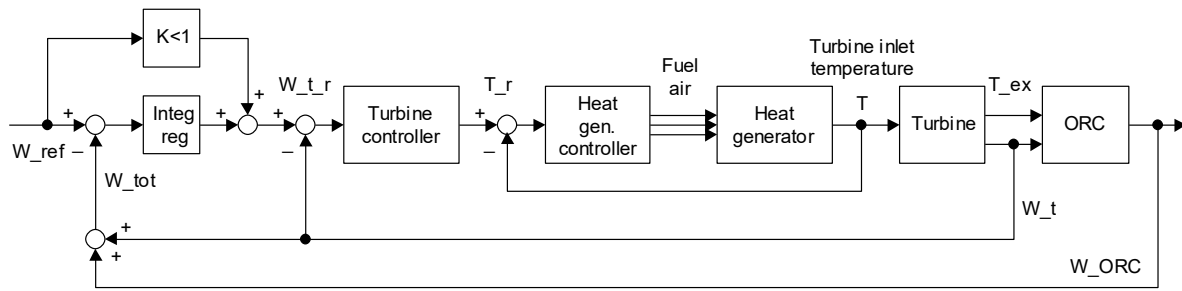 K<1
Turbine inlet
temperature
Fuel
air
W_t_r
T_r
T
T_ex
+
+
Integ
reg
+
+
Turbine
controller
+
Heat
gen.
controller
Heat
generator
Turbine
ORC
+
W_ref
–
–
–
W_tot
W_t
+
+
W_ORC